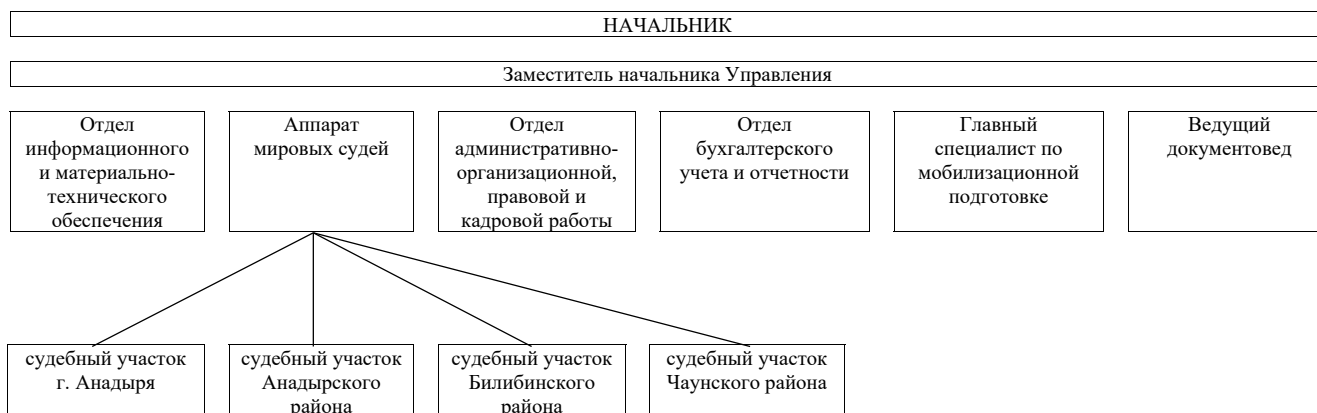 НАЧАЛЬНИК
Заместитель начальника Управления
Отдел
информационного
и материально-
технического
обеспечения
Аппарат
мировых судей
Отдел
административно-
организационной,
правовой и
кадровой работы
Отдел
бухгалтерского
учета и отчетности
Главный
специалист по
мобилизационной
подготовке
Ведущий
документовед
судебный участок
г. Анадыря
судебный участок
Анадырского
района
судебный участок
Билибинского
района
судебный участок
Чаунского района